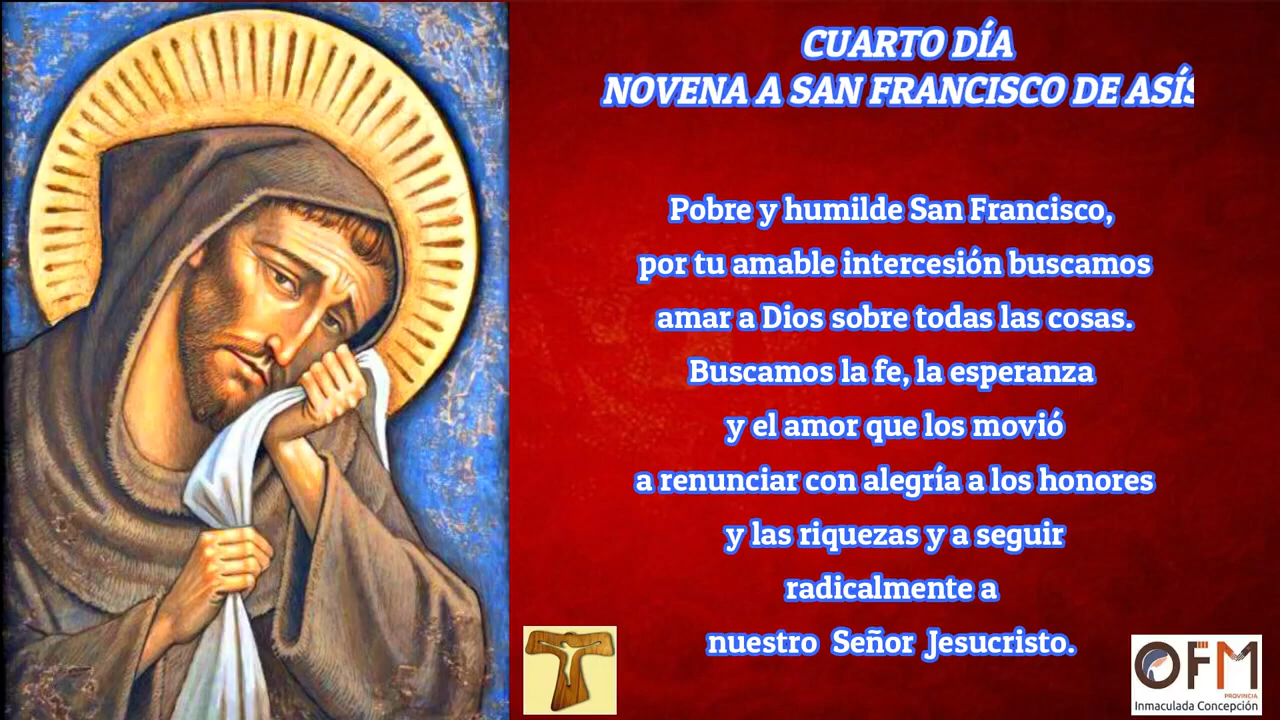 CUARTO DÍA
NOVENA A SAN FRANCISCO DE ASÍS
Pobre y humilde San Francisco,
por tu amable intercesión buscamos
amar a Dios sobre todas las cosas.
Buscamos la fe, la esperanza
y el amor que los movió
a renunciar con alegría a los honores
y las riquezas y a seguir
radicalmente a
nuestro Señor Jesucristo.
OFM
PROVINCIA
Inmaculada Concepción